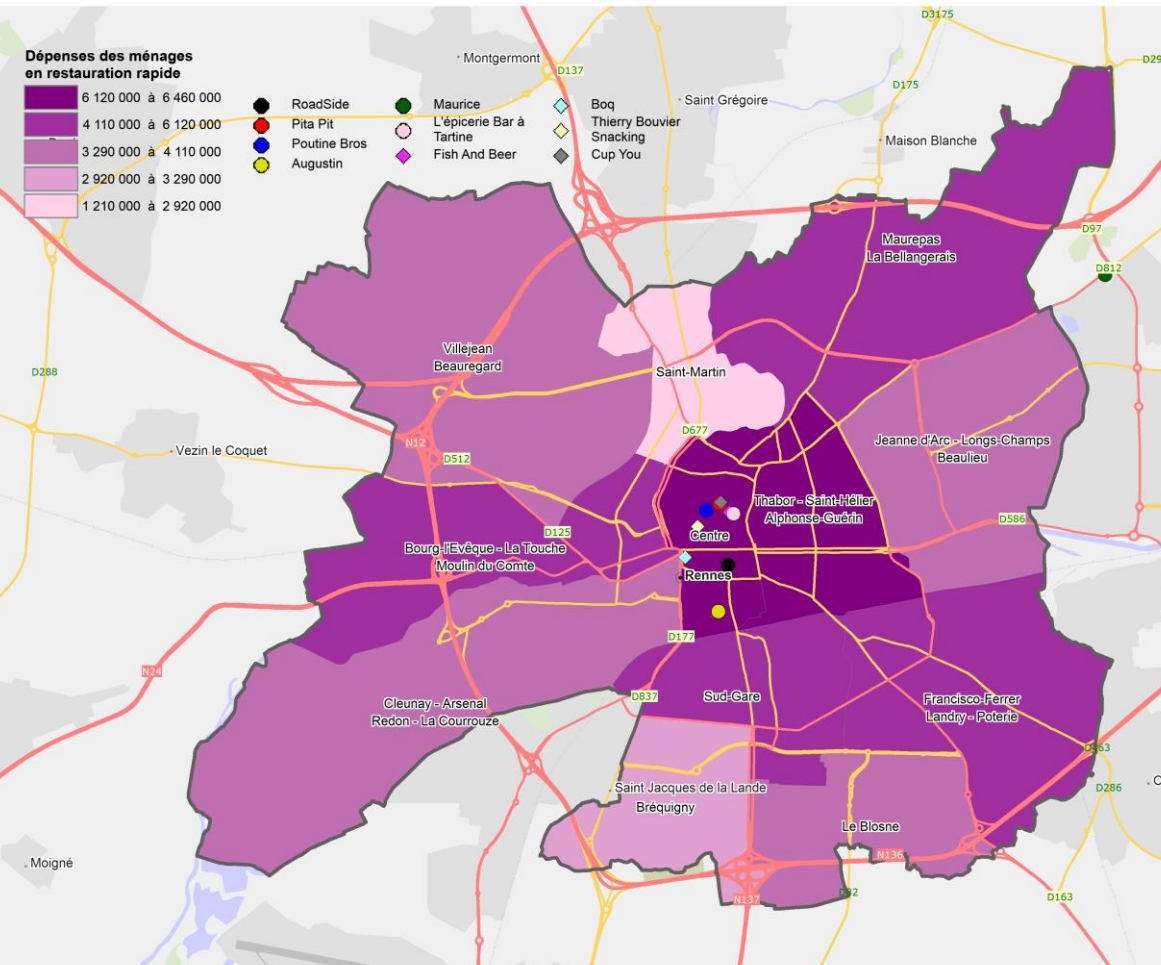 Dépenses des ménages
en restauration rapide
6 120 000 à 6 460 000
4 110 000 à 6 120 000
3 290 000 à 4 110 000
2 920 000 à 3 290 000
1 210 000 à 2 920 000
RoadSide
Pita Pit
Poutine Bros
Augustin
Maurice
L'épicerie Bar à
Tartine
Fish And Beer
Boq
Thierry Bouvier
Snacking
Cup You
D3175
Montgermont
D137
D29
D175
Saint Grégoire
Maison Blanche
D97
Maurepas
La Bellangerais
D812
Villejean
Beauregard
Saint-Martin
D288
D677
N12
Jeanne d'Arc - Longs-Champs
Beaulieu
Vezin le Coquet
D512
Thabor - Saint-Hélier
Alphonse-Guérin
D586
Centre
D125
Bourg-l'Evêque - La Touche
Moulin du Comte
Rennes
D177
N24
D837
Sud-Gare
Cleunay - Arsenal
Redon - La Courrouze
Francisco-Ferrer
Landry - Poterie
D286
Saint Jacques de la Lande
Bréquigny
Le Blosne
N136
Moigné
N137
D163